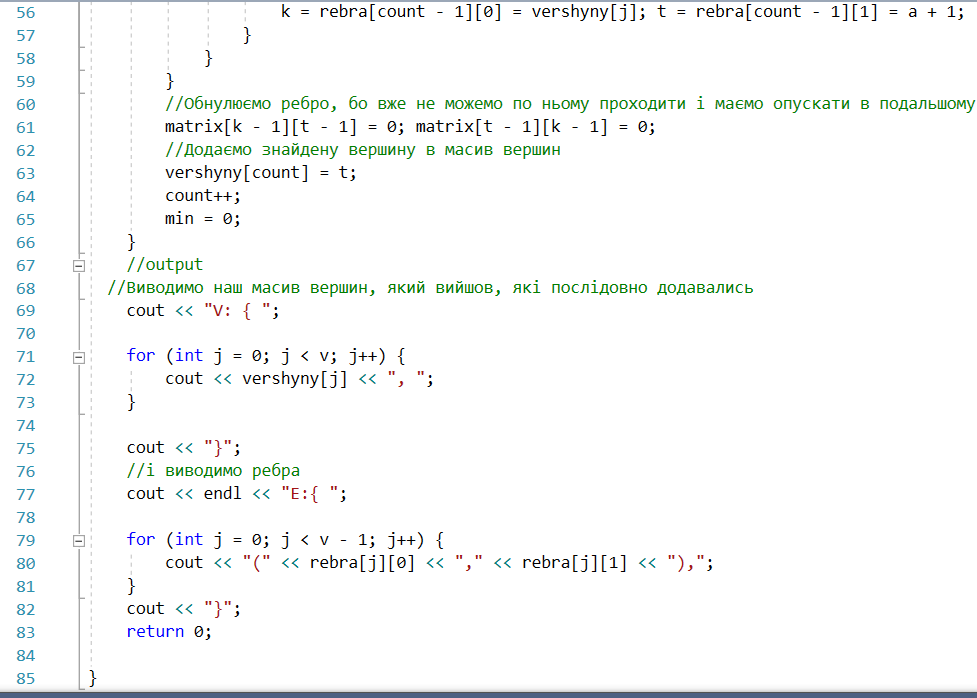 56 k = rebra[count - 1][0] = vershyny[j]; t = rebra[count - 1][1] = a + 1;
57 }
58 }
59 }
60 //Обнулюємо ребро, бо вже не можемо по ньому проходити і маємо опускати в подальшому
61 matrix[k - 1][t - 1] = 0; matrix[t - 1][k - 1] = 0;
62 //Додаємо знайдену вершину в масив вершин
63 vershyny[count] = t;
64 count++;
65 min = 0;
66 }
67 //output
68 //Виводимо наш масив вершин, який вийшов, які послідовно додавались
69 cout << "V: { ";
70
71 for (int j = 0; j < v; j++) {
72 cout << vershyny[j] << ", ";
73 }
74
75 cout << "}";
76 //і виводимо ребра
77 cout << endl << "E:{ ";
78
79 for (int j = 0; j < v - 1; j++) {
80 cout << "(" << rebra[j][0] << "," << rebra[j][1] << "),";
81 }
82 cout << "}";
83 return 0;
84
85 }